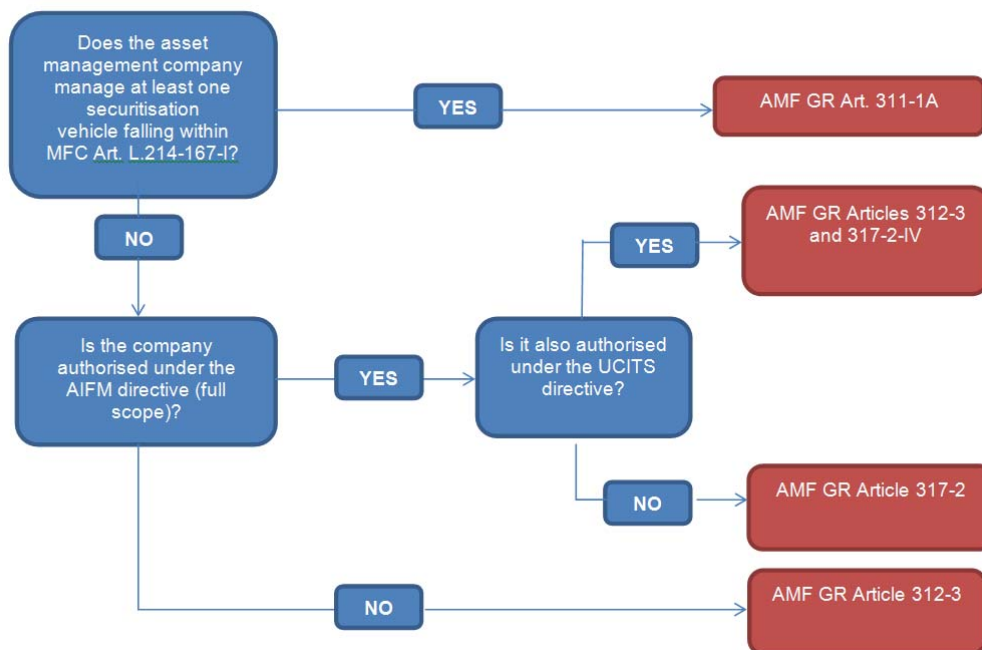 Does the asset
management company
manage at least one
securitisation
vehicle falling within
MFC Art. L.214-167-I?
YES
AMF GR Art. 311-1A
NO
AMF GR Articles 312-3
and 317-2-IV
YES
Is the company
authorised under the
AIFM directive (full
scope)?
YES
Is it also authorised
under the UCITS
directive?
NO
AMF GR Article 317-2
NO
AMF GR Article 312-3